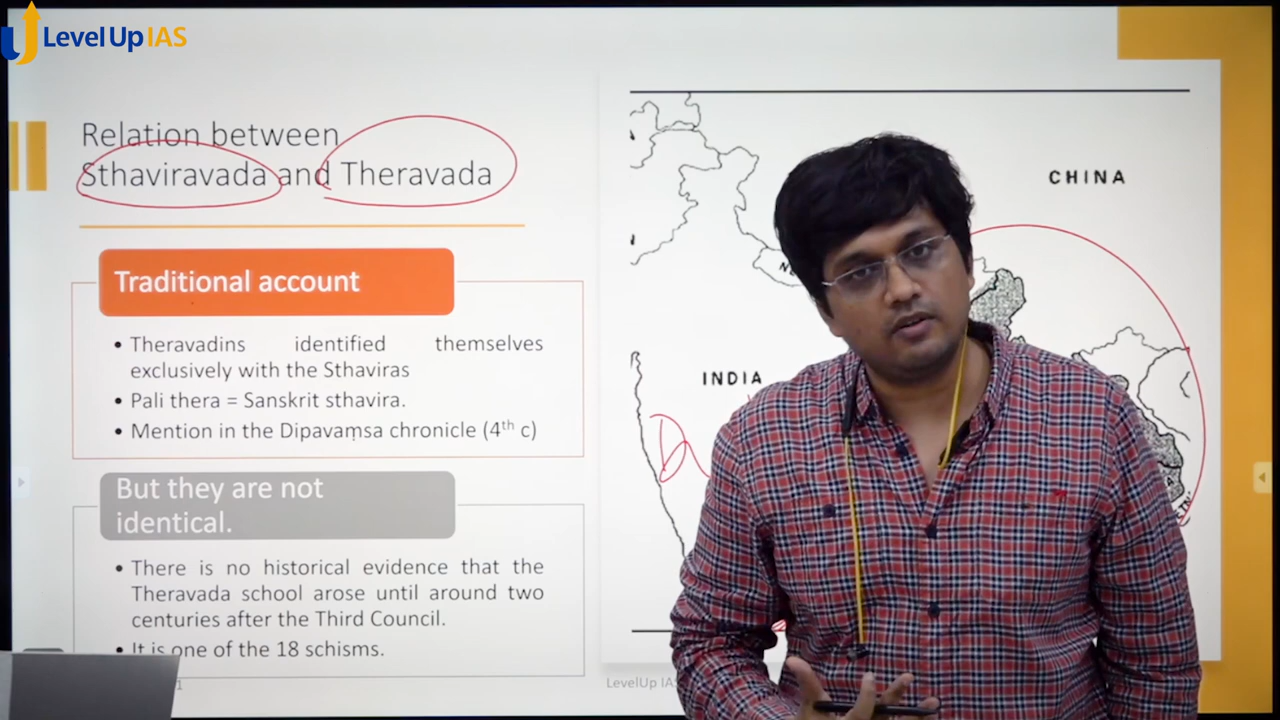 LevelUp IAS
Relation between
Sthaviravada and Theravada
Traditional account
• Theravadins identified themselves
exclusively with the Sthaviras
• Pali thera = Sanskrit sthavira.
• Mention in the Dipavaṃsa chronicle (4th c)
But they are not
identical.
• There is no historical evidence that the
Theravada school arose until around two
centuries after the Third Council.
• It is one of the 18 schisms.
CHINA
INDIA
LevelUp